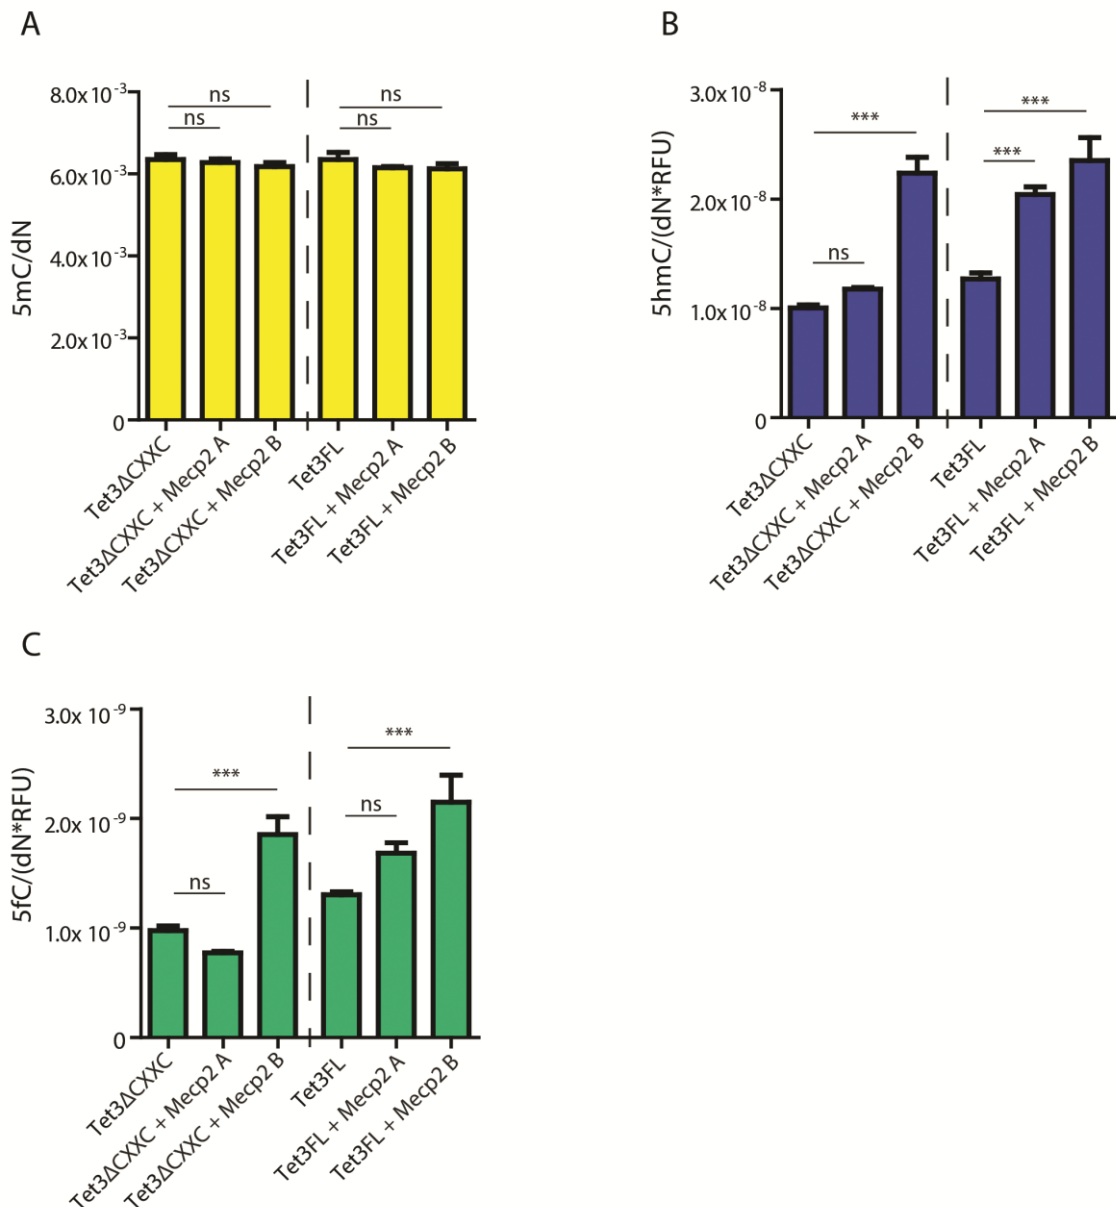 A
5mC/dN
8.0x 10-3
6.0x 10-3
4.0x 10-3
2.0x 10-3
0
ns
ns
ns
ns
Tet3ΔCXXC
Tet3ΔCXXC + Mecp2 A
Tet3ΔCXXC + Mecp2 B
Tet3FL
Tet3FL + Mecp2 A
Tet3FL + Mecp2 B
B
5hmC/(dN*RFU)
3.0x 10-8
2.0x 10-8
1.0x 10-8
0
***
ns
***
***
Tet3ΔCXXC
Tet3ΔCXXC + Mecp2 A
Tet3ΔCXXC + Mecp2 B
Tet3FL
Tet3FL + Mecp2 A
Tet3FL + Mecp2 B
C
5fC/(dN*RFU)
3.0x 10-9
2.0x 10-9
1.0x 10-9
0
***
ns
***
ns
Tet3ΔCXXC
Tet3ΔCXXC + Mecp2 A
Tet3ΔCXXC + Mecp2 B
Tet3FL
Tet3FL + Mecp2 A
Tet3FL + Mecp2 B